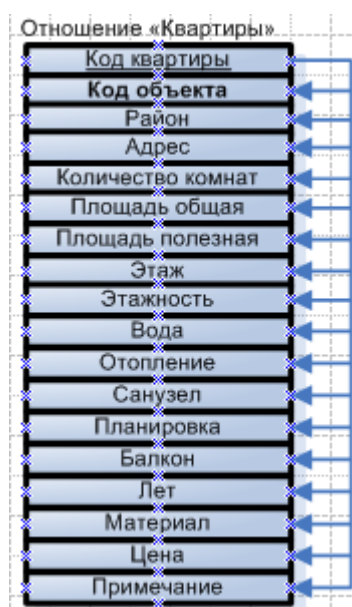 Отношение «Квартиры»
Код квартиры
Код объекта
Район
Адрес
Количество комнат
Площадь общая
Площадь полезная
Этаж
Этажность
Вода
Отопление
Санузел
Планировка
Балкон
Лет
Материал
Цена
Примечание